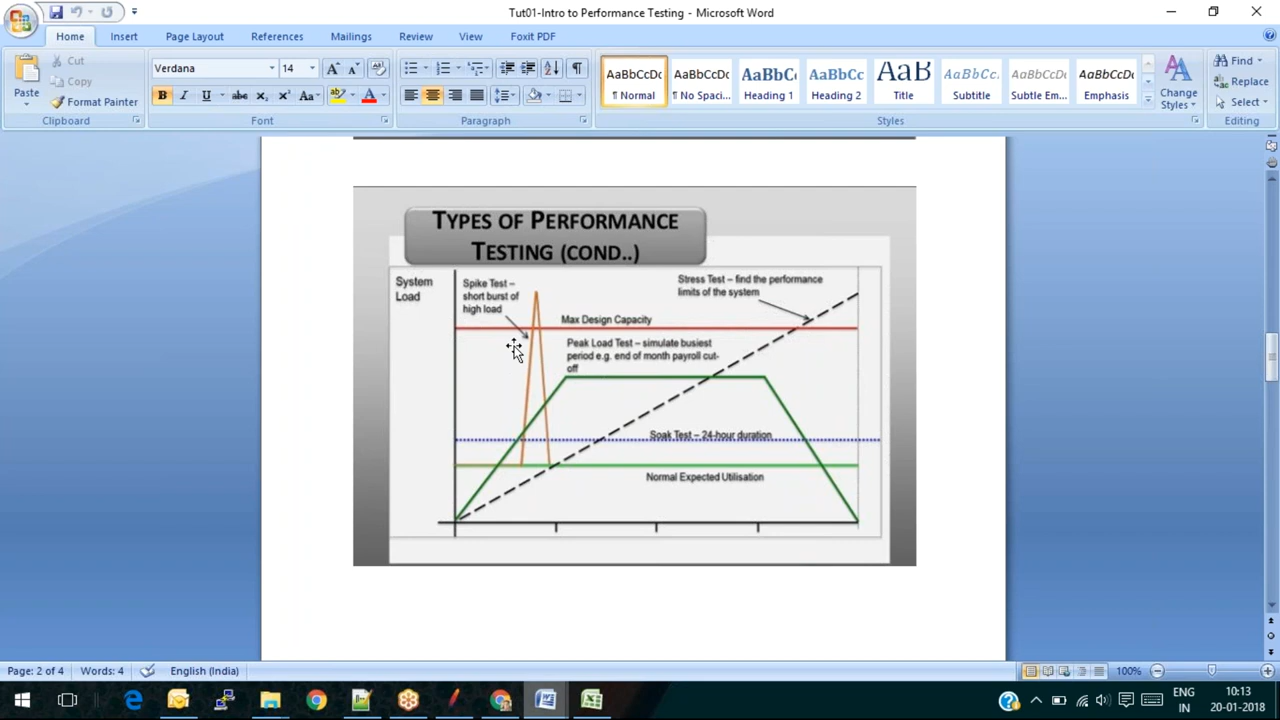 Tut01-Intro to Performance Testing - Microsoft Word
Home Insert Page Layout References Mailings Review View Foxit PDF
Paste
Cut
Copy
Format Painter
Clipboard
Verdana 14
B I U abc x₂ x² Aa
Font
Paragraph
AaBbCcDc AaBbCcDc AaBbC AaBbCc AaB AaBbCc. AaBbCcDc AaBbCcDc
¶ Normal ¶ No Spaci... Heading 1 Heading 2 Title Subtitle Subtle Em... Emphasis
Change
Styles
Styles
Find
Replace
Select
Editing
TYPES OF PERFORMANCE
TESTING (COND..)
System
Load
Spike Test –
short burst of
high load
Stress Test – find the performance
limits of the system
Max Design Capacity
Peak Load Test – simulate busiest
period e.g. end of month payroll cut-
off
Soak Test – 24-hour duration
Normal Expected Utilisation
Page: 2 of 4 Words: 4 English (India) 100%
ENG
IN
10:13
20-01-2018